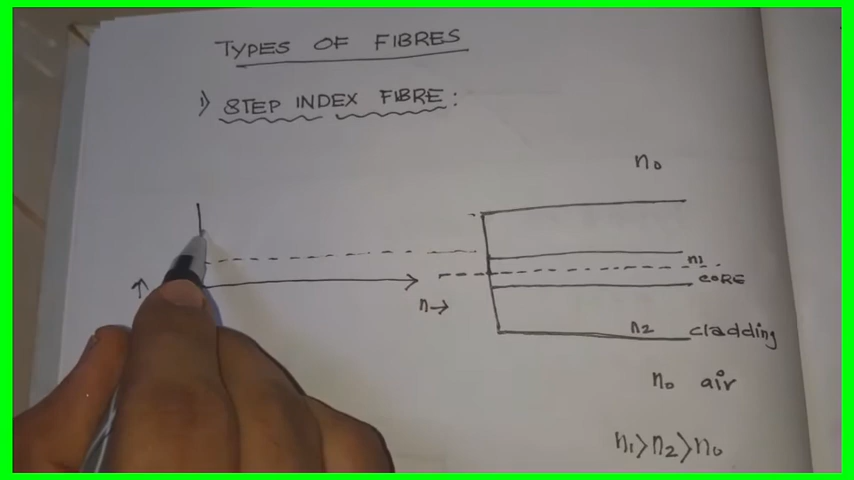 TYPES OF FIBRES
1) STEP INDEX FIBRE :
n0
n1
CORE
n→
n2 cladding
n0 air
n1>n2>n0